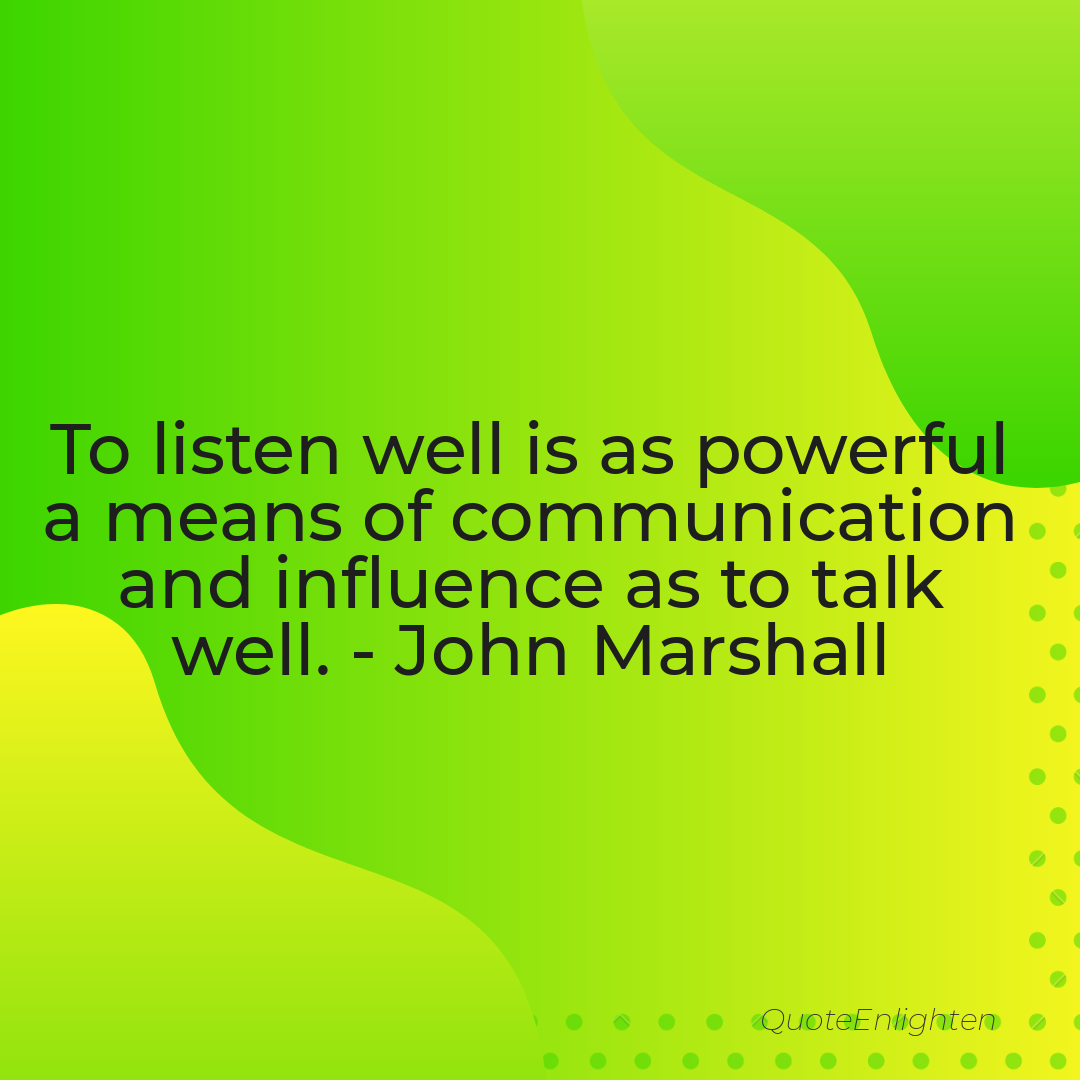 To listen well is as powerful
a means of communication
and influence as to talk
well. - John Marshall
QuoteEnlighten